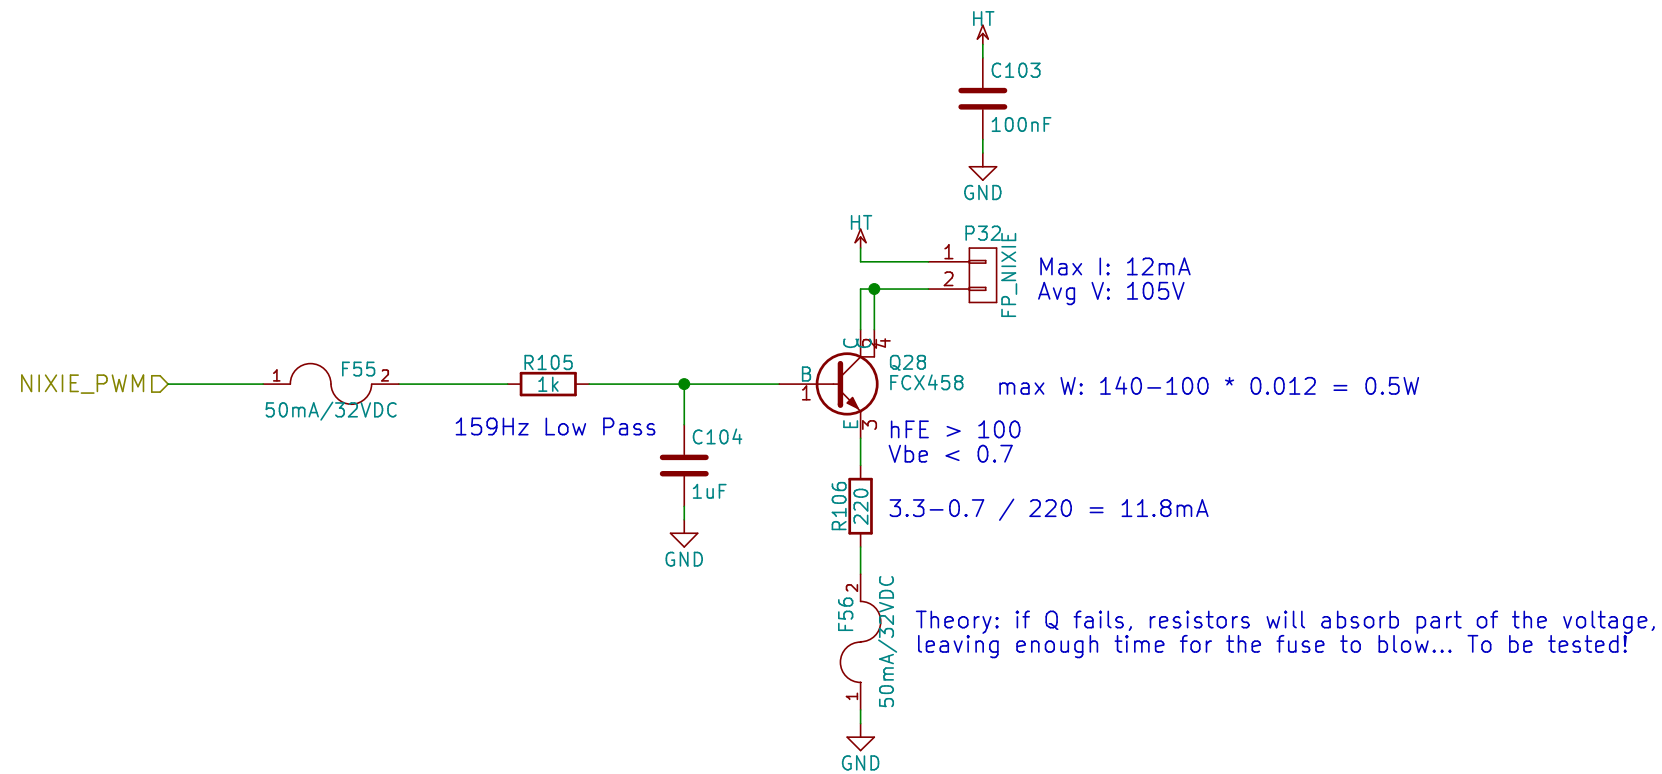 HT
C103
100nF
GND
HT
P32
1
2
FP_NIXIE
Max I: 12mA
Avg V: 105V
NIXIE_PWM
1
F55
2
50mA/32VDC
R105
1k
159Hz Low Pass
C104
1uF
GND
B
1
C
4
Q28
FCX458
max W: 140-100 * 0.012 = 0.5W
E
3
hFE > 100
Vbe < 0.7
R106
220
3.3-0.7 / 220 = 11.8mA
2
F56
50mA/32VDC
1
Theory: if Q fails, resistors will absorb part of the voltage,
leaving enough time for the fuse to blow... To be tested!
GND